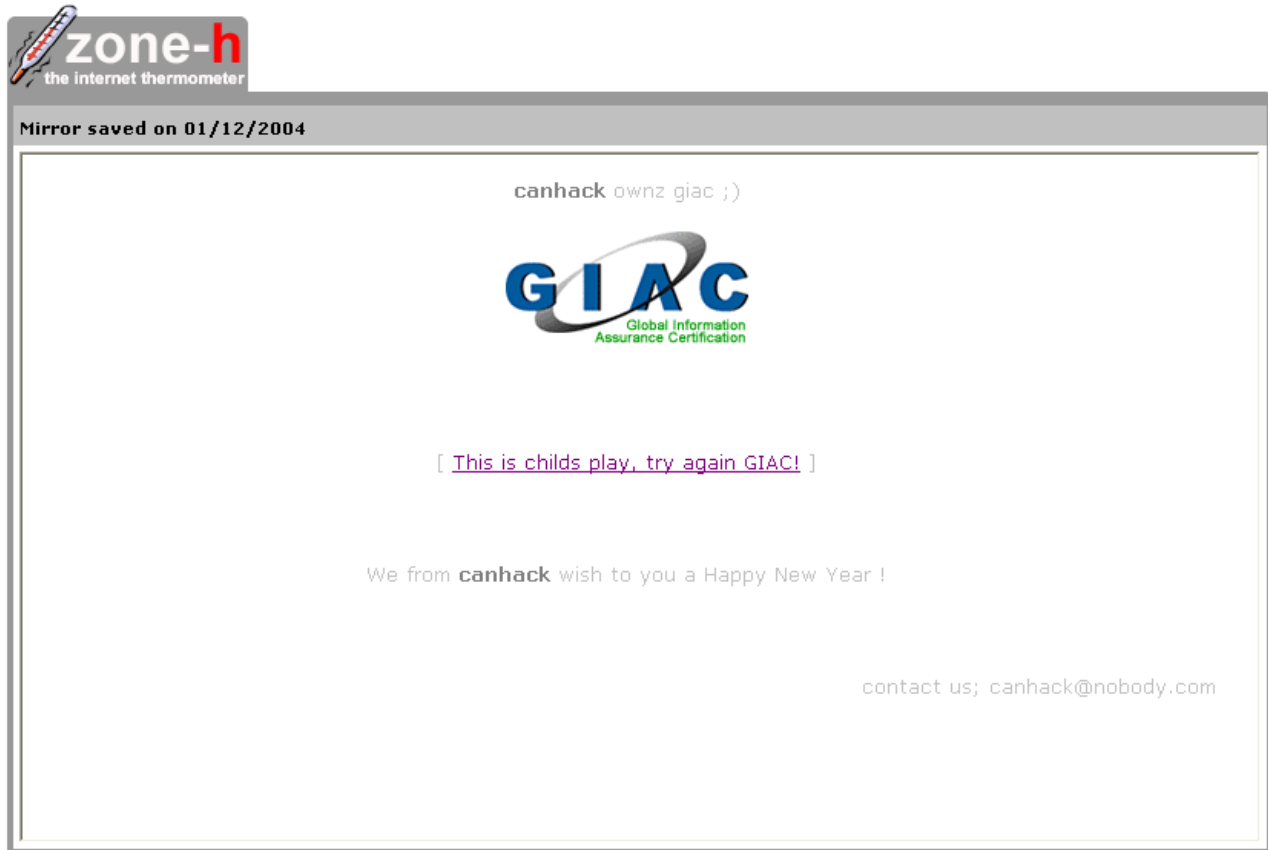 zone-h
the internet thermometer
Mirror saved on 01/12/2004
canhack ownz giac ;)
GIAC
Global Information
Assurance Certification
[ This is childs play, try again GIAC! ]
We from canhack wish to you a Happy New Year !
contact us; canhack@nobody.com